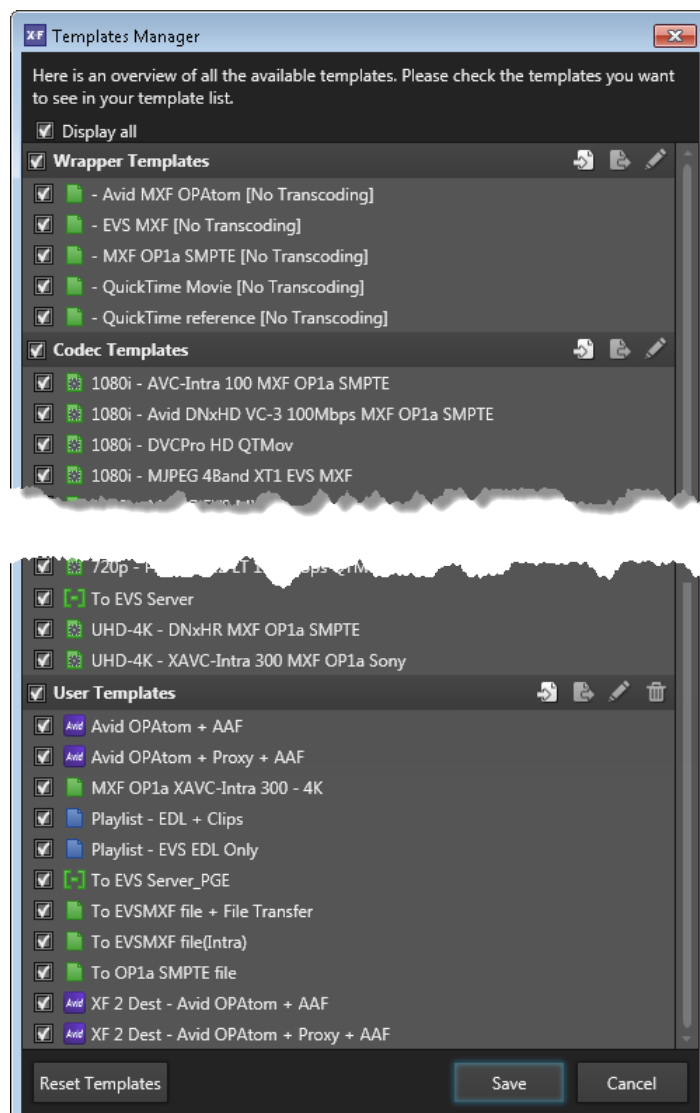 XF Templates Manager
Here is an overview of all the available templates. Please check the templates you want
to see in your template list.
Display all
Wrapper Templates
- Avid MXF OPAtom [No Transcoding]
- EVS MXF [No Transcoding]
- MXF OP1a SMPTE [No Transcoding]
- QuickTime Movie [No Transcoding]
- QuickTime reference [No Transcoding]
Codec Templates
1080i - AVC-Intra 100 MXF OP1a SMPTE
1080i - Avid DNxHD VC-3 100Mbps MXF OP1a SMPTE
1080i - DVCPro HD QTMov
1080i - MJPEG 4Band XT1 EVS MXF
720p -
To EVS Server
UHD-4K - DNxHR MXF OP1a SMPTE
UHD-4K - XAVC-Intra 300 MXF OP1a Sony
User Templates
Avid Avid OPAtom + AAF
Avid Avid OPAtom + Proxy + AAF
MXF OP1a XAVC-Intra 300 - 4K
Playlist - EDL + Clips
Playlist - EVS EDL Only
To EVS Server_PGE
To EVSMXF file + File Transfer
To EVSMXF file(Intra)
To OP1a SMPTE file
Avid XF 2 Dest - Avid OPAtom + AAF
Avid XF 2 Dest - Avid OPAtom + Proxy + AAF
Reset Templates Save Cancel